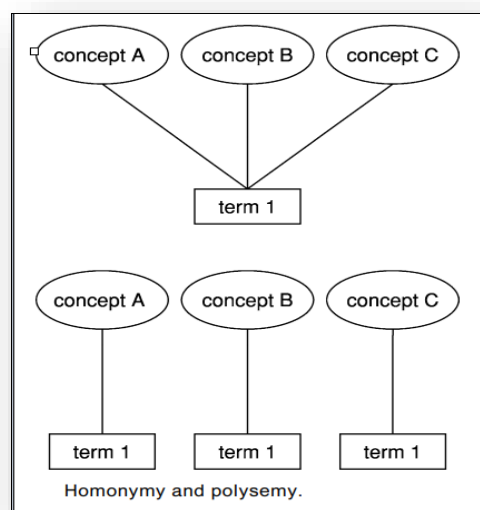 concept A concept B concept C
term 1
concept A concept B concept C
term 1 term 1 term 1
Homonymy and polysemy.